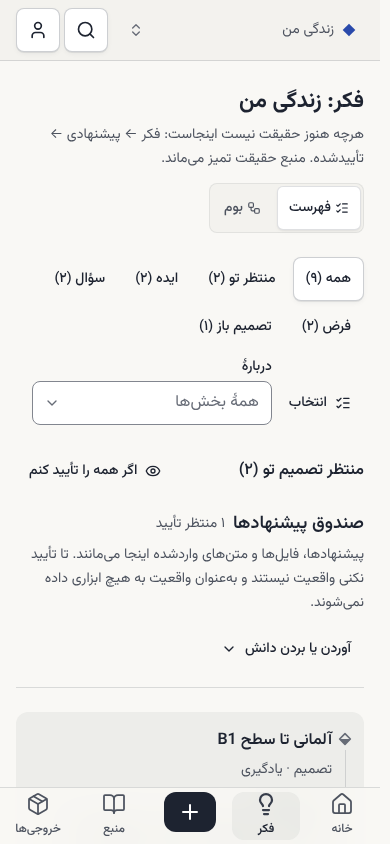 زندگی من
فکر: زندگی من
هرچه هنوز حقیقت نیست اینجاست: فکر ← پیشنهادی ←
تأییدشده. منبع حقیقت تمیز می‌ماند.
فهرست
بوم
همه (۹)
منتظر تو (۲)
ایده (۲)
سؤال (۲)
فرض (۲)
تصمیم باز (۱)
دربارهٔ
انتخاب
همهٔ بخش‌ها
منتظر تصمیم تو (۲)
اگر همه را تأیید کنم
صندوق پیشنهادها ۱ منتظر تأیید
پیشنهادها، فایل‌ها و متن‌های واردشده اینجا می‌مانند. تا تأیید
نکنی واقعیت نیستند و به‌عنوان واقعیت به هیچ ابزاری داده
نمی‌شوند.
آوردن یا بردن دانش
آلمانی تا سطح B1
تصمیم · یادگیری
خانه
فکر
منبع
خروجی‌ها